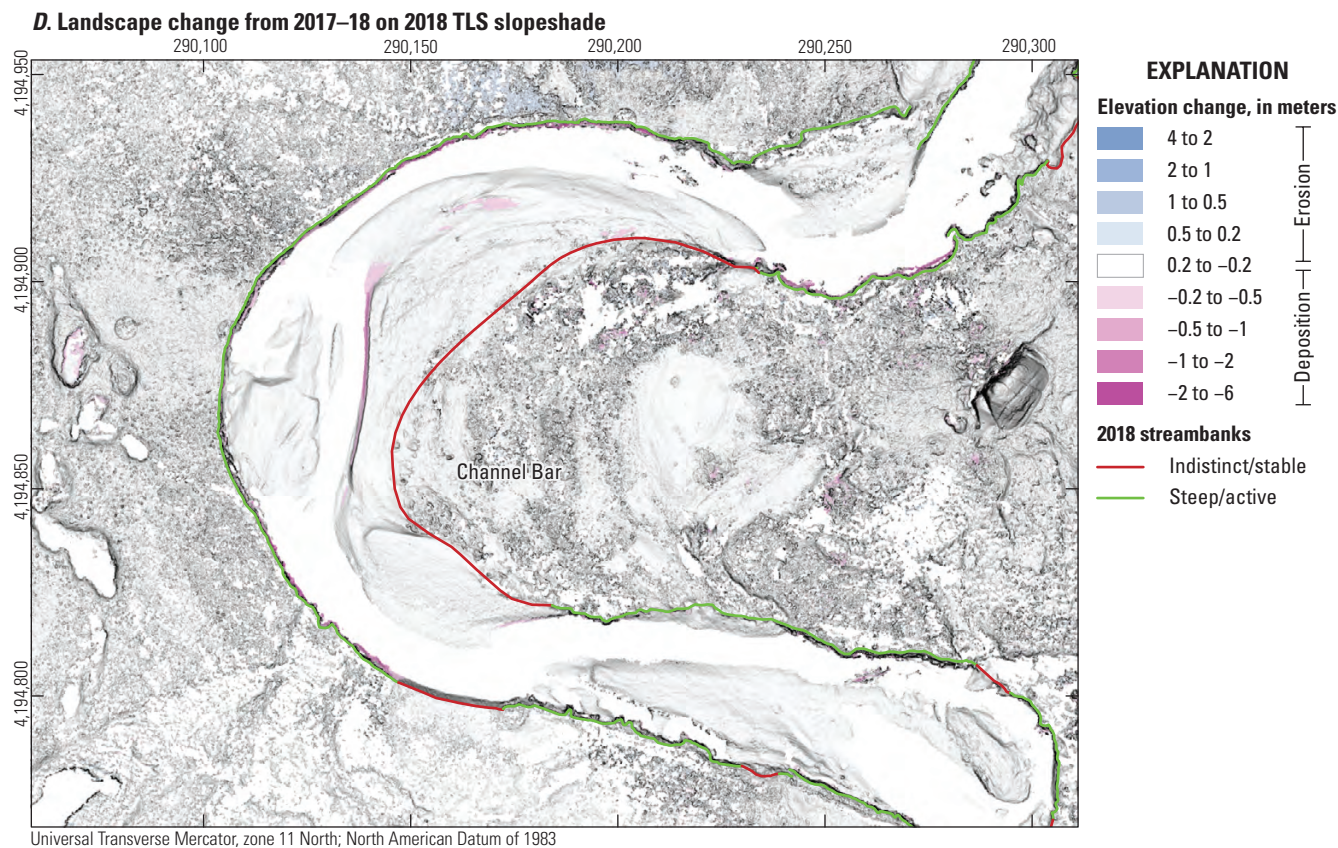 D. Landscape change from 2017–18 on 2018 TLS slopeshade
290,100 290,150 290,200 290,250 290,300
4,194,950
4,194,900
4,194,850
4,194,800
Channel Bar
Universal Transverse Mercator, zone 11 North; North American Datum of 1983
EXPLANATION
Elevation change, in meters
4 to 2
2 to 1
1 to 0.5
0.5 to 0.2
0.2 to −0.2
−0.2 to −0.5
−0.5 to −1
−1 to −2
−2 to −6
Erosion
Deposition
2018 streambanks
Indistinct/stable
Steep/active